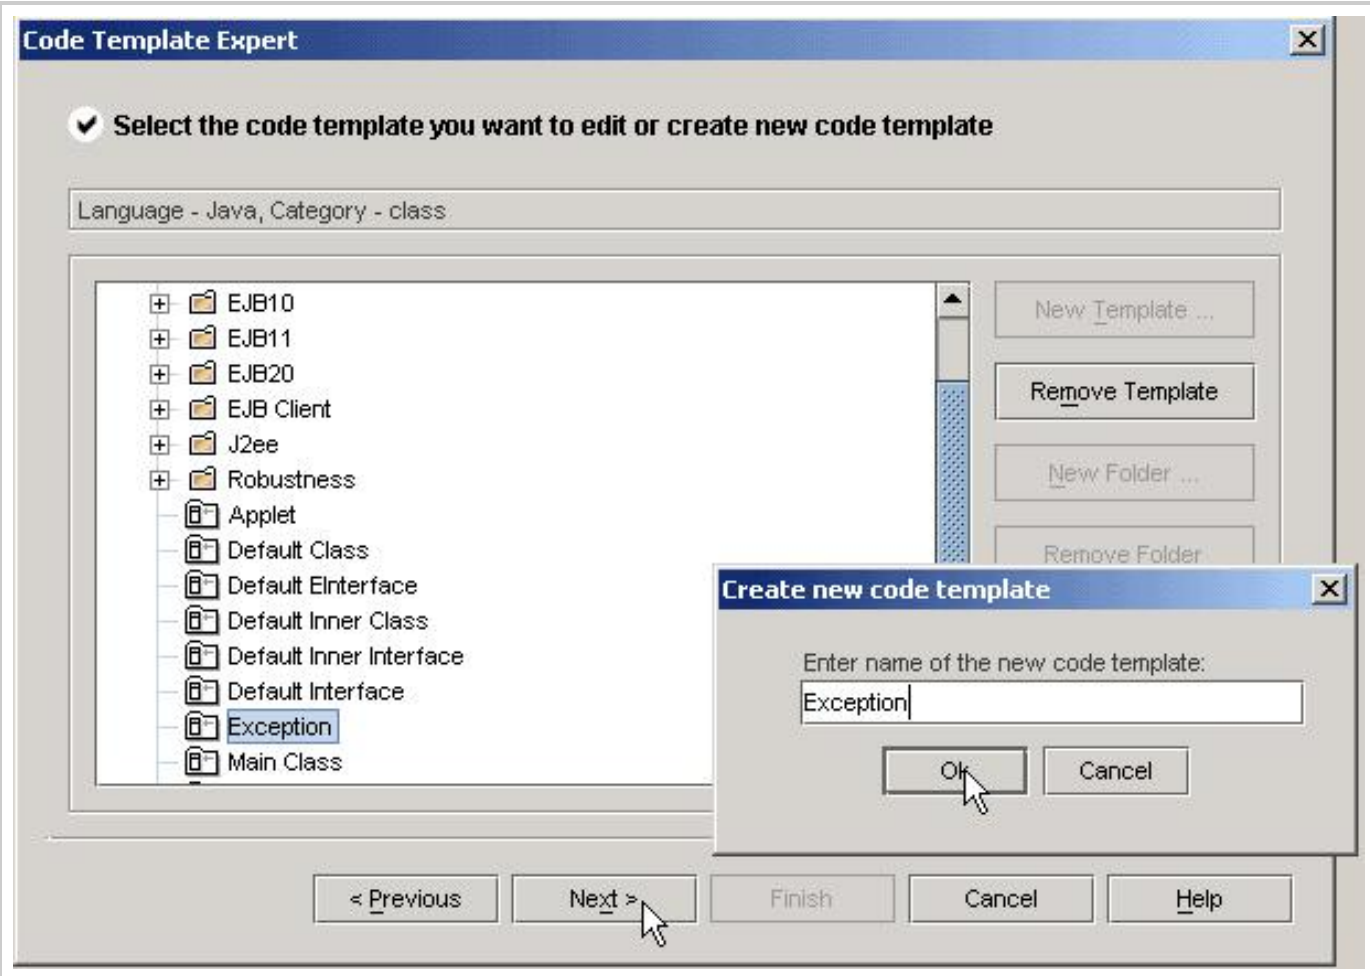 Code Template Expert
Select the code template you want to edit or create new code template
Language - Java, Category - class
EJB10
EJB11
EJB20
EJB Client
J2ee
Robustness
Applet
Default Class
Default EInterface
Default Inner Class
Default Inner Interface
Default Interface
Exception
Main Class
New Template ...
Remove Template
New Folder ...
Remove Folder
Create new code template
Enter name of the new code template:
Exception
Ok
Cancel
< Previous
Next >
Finish
Cancel
Help